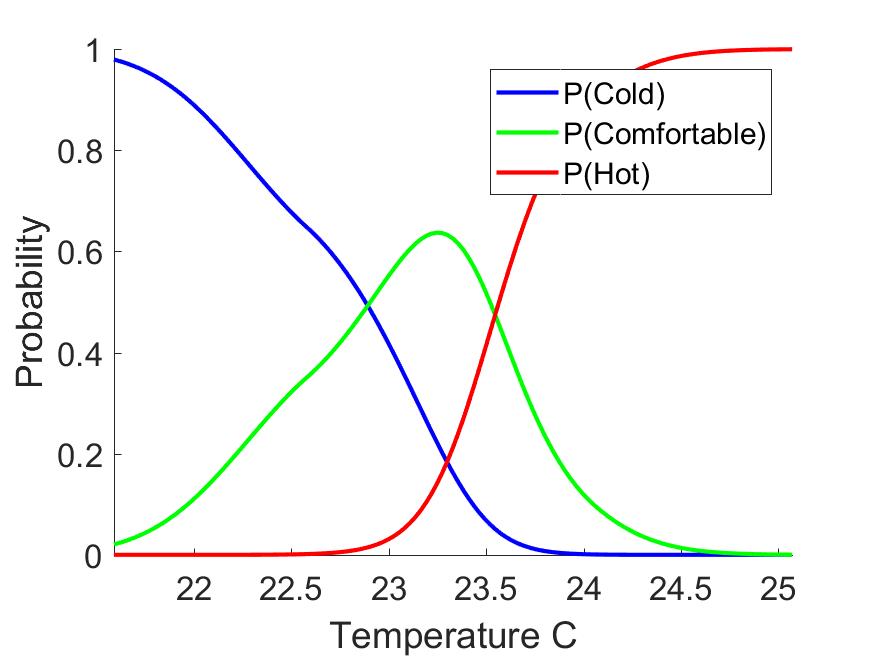 1
0.8
0.6
0.4
0.2
0
Probability
P(Cold)
P(Comfortable)
P(Hot)
22 22.5 23 23.5 24 24.5 25
Temperature C